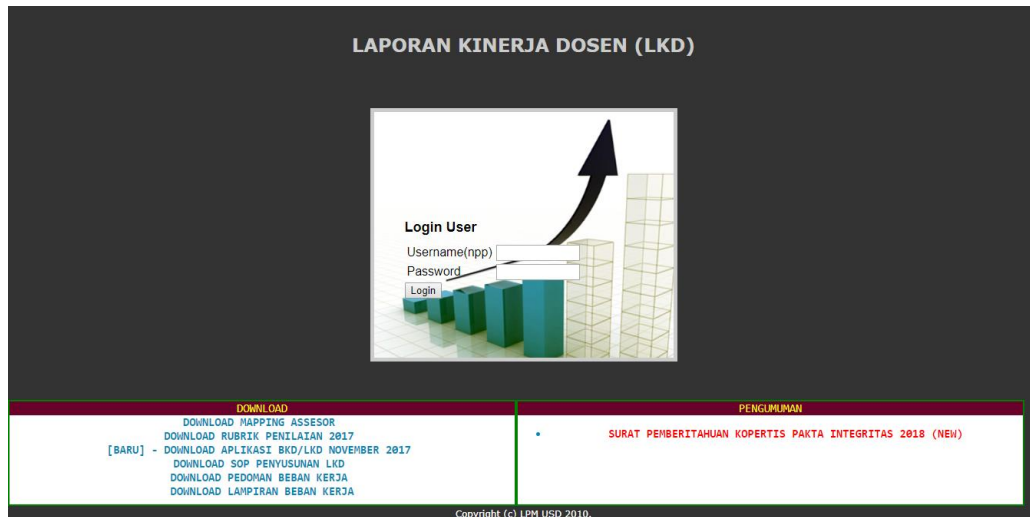 LAPORAN KINERJA DOSEN (LKD)
Login User
Username(npp)
Password
Login
DOWNLOAD
DOWNLOAD MAPPING ASSESOR
DOWNLOAD RUBRIK PENILAIAN 2017
[BARU] - DOWNLOAD APLIKASI BKD/LKD NOVEMBER 2017
DOWNLOAD SOP PENYUSUNAN LKD
DOWNLOAD PEDOMAN BEBAN KERJA
DOWNLOAD LAMPIRAN BEBAN KERJA
PENGUMUMAN
• SURAT PEMBERITAHUAN KOPERTIS PAKTA INTEGRITAS 2018 (NEW)
Copyright (c) LPM USD 2010.